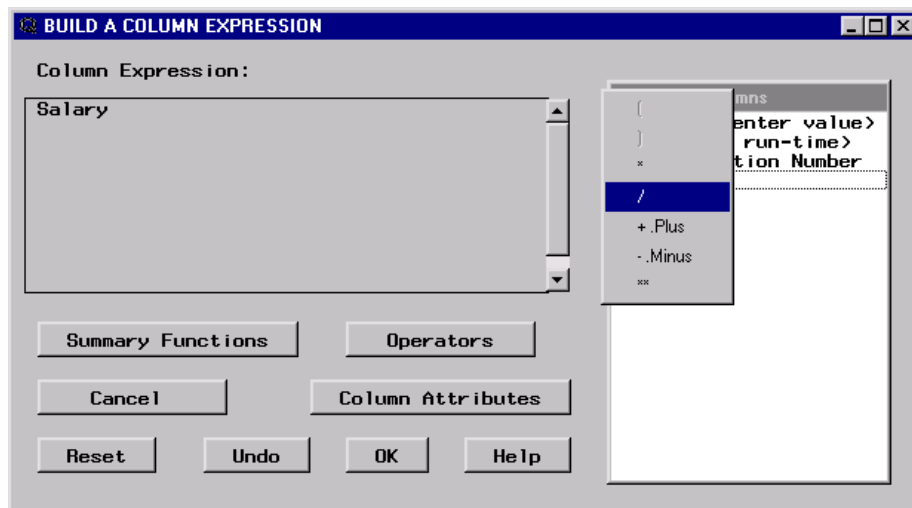 BUILD A COLUMN EXPRESSION
Column Expression:
Salary
mns
enter value>
run-time>
tion Number
(
)
*
/
+ .Plus
- .Minus
**
Summary Functions
Operators
Cancel
Column Attributes
Reset
Undo
OK
Help